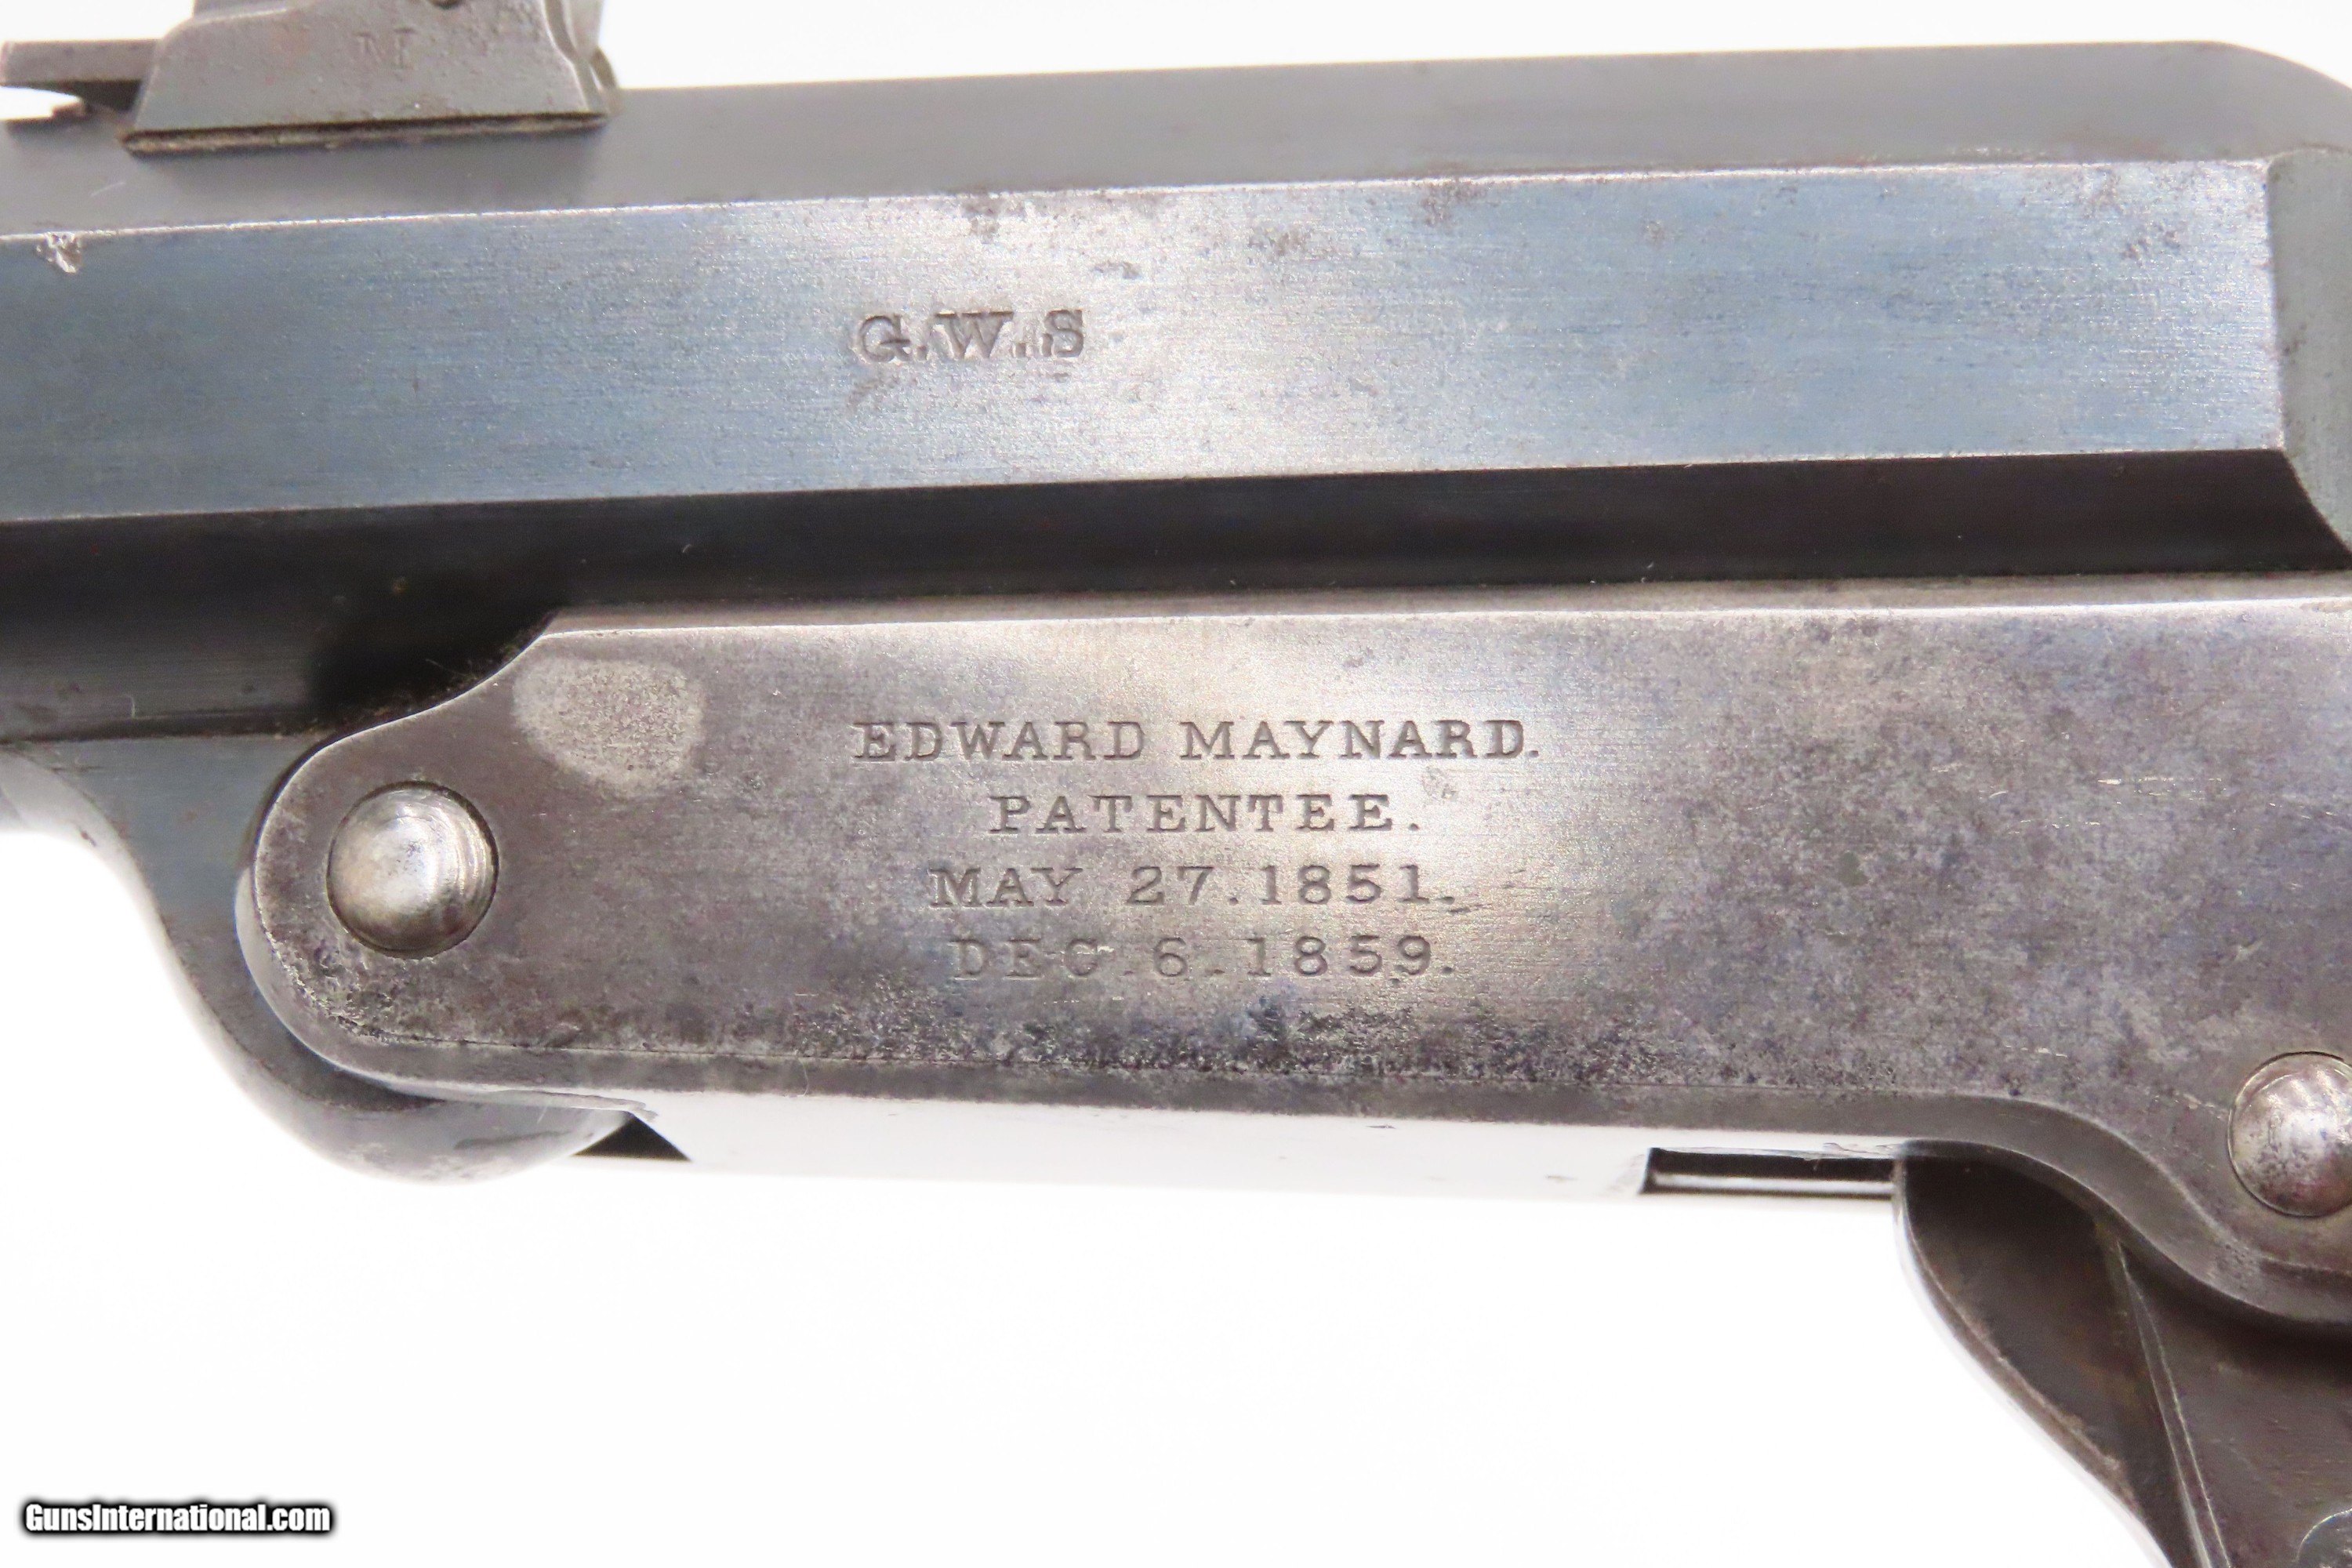 M
G.W.S
EDWARD MAYNARD.
PATENTEE.
MAY 27.1851.
DEC.6.1859.
GunsInternational.com